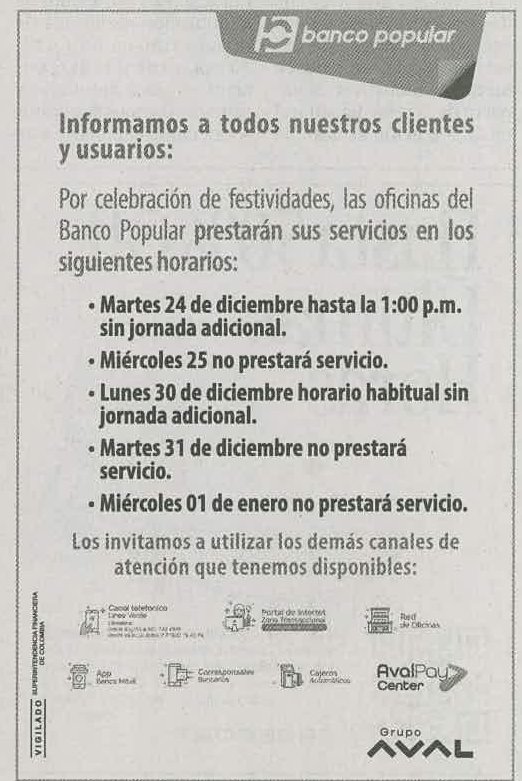 banco popular
Informamos a todos nuestros clientes
y usuarios:
Por celebración de festividades, las oficinas del
Banco Popular prestarán sus servicios en los
siguientes horarios:
• Martes 24 de diciembre hasta la 1:00 p.m.
sin jornada adicional.
• Miércoles 25 no prestará servicio.
• Lunes 30 de diciembre horario habitual sin
jornada adicional.
• Martes 31 de diciembre no prestará
servicio.
• Miércoles 01 de enero no prestará servicio.
Los invitamos a utilizar los demás canales de
atención que tenemos disponibles:
Canal telefónico
Línea Verde
Portal de Internet
Zona Transaccional
Red
de Oficinas
App
Banca Móvil
Corresponsales
Bancarios
Cajeros
Automáticos
AvalPay
Center
Grupo
AVAL
VIGILADO SUPERINTENDENCIA FINANCIERA
DE COLOMBIA